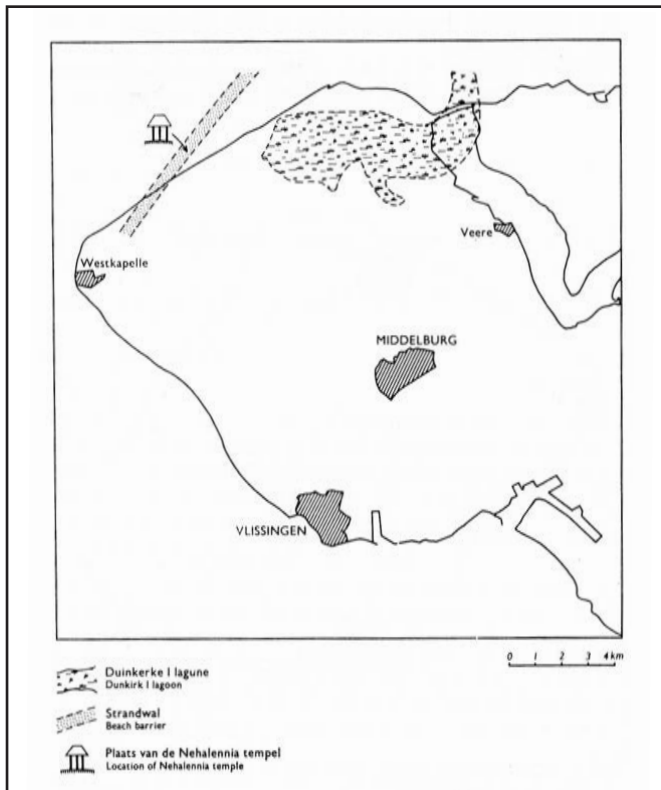 Westkapelle
Veere
MIDDELBURG
VLISSINGEN
0 1 2 3 4 km
Duinkerke I lagune
Dunkirk I lagoon
Strandwal
Beach barrier
Plaats van de Nehalennia tempel
Location of Nehalennia temple